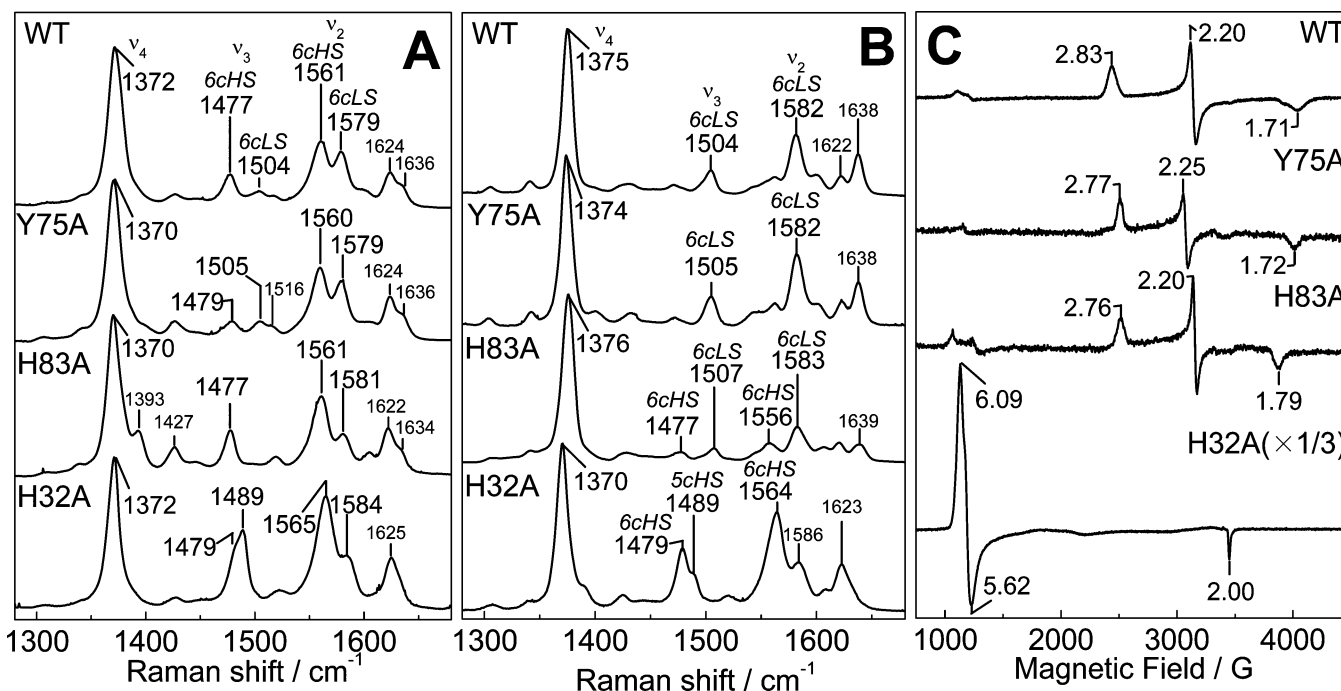 A
WT
ν4
1372
ν3
6cHS
1477
6cLS
1504
ν2
6cHS
1561
6cLS
1579
1624
1636
Y75A
1370
1479
1505
1516
1560
1579
1624
1636
H83A
1370
1393
1427
1477
1561
1581
1622
1634
H32A
1372
1479
1489
1565
1584
1625
1300 1400 1500 1600
Raman shift / cm-1
B
WT
ν4
1375
ν3
6cLS
1504
ν2
6cLS
1582
1622
1638
Y75A
1374
6cLS
1505
6cLS
1582
1638
H83A
1376
6cHS
1477
6cLS
1507
6cHS
1556
6cLS
1583
1639
H32A
1370
6cHS
1479
5cHS
1489
6cHS
1564
1586
1623
1300 1400 1500 1600
Raman shift / cm-1
C
WT
2.83
2.20
1.71
Y75A
2.77
2.25
1.72
H83A
2.76
2.20
1.79
H32A(×1/3)
6.09
5.62
2.00
1000 2000 3000 4000
Magnetic Field / G